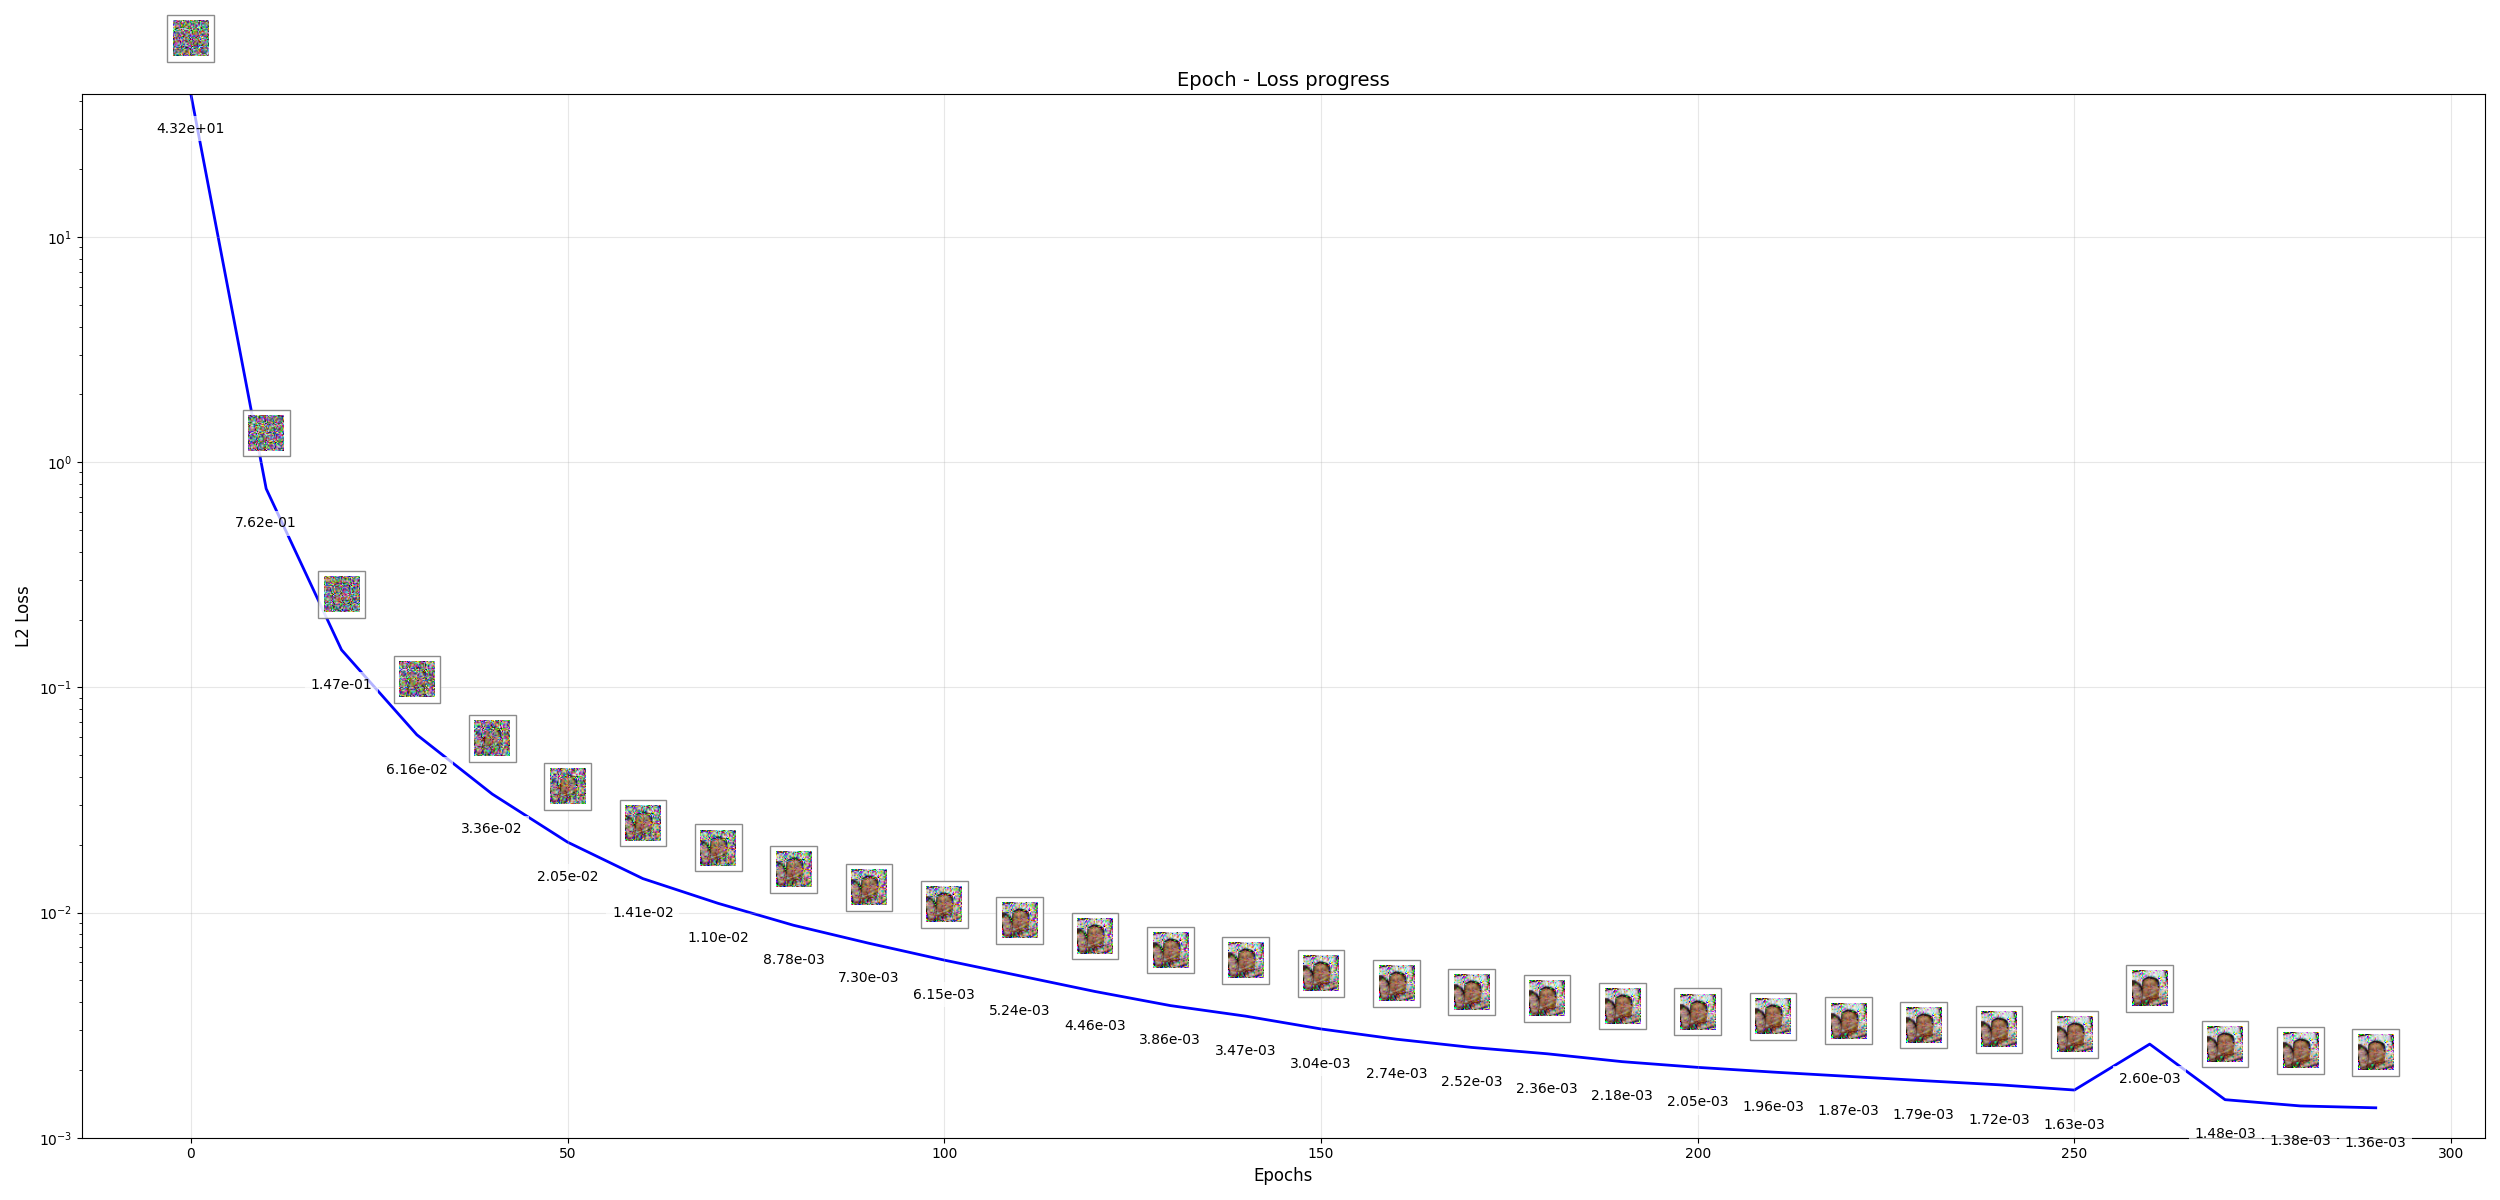 Epoch - Loss progress
4.32e+01
10¹
10⁰
7.62e-01
L2 Loss
10⁻¹
1.47e-01
6.16e-02
3.36e-02
2.05e-02
10⁻²
1.41e-02
1.10e-02
8.78e-03
7.30e-03
6.15e-03
5.24e-03
4.46e-03
3.86e-03
3.47e-03
3.04e-03
2.74e-03
2.52e-03
2.36e-03
2.18e-03
2.05e-03
1.96e-03
1.87e-03
1.79e-03
1.72e-03
1.63e-03
2.60e-03
1.48e-03
1.38e-03
1.36e-03
10⁻³
0 50 100 150 200 250 300
Epochs